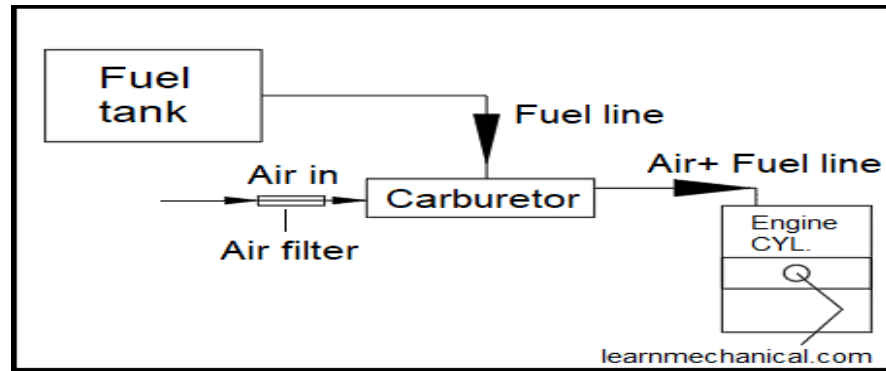 Fuel
tank
Fuel line
Air in
Air+ Fuel line
Carburetor
Engine
CYL.
Air filter
learnmechanical.com